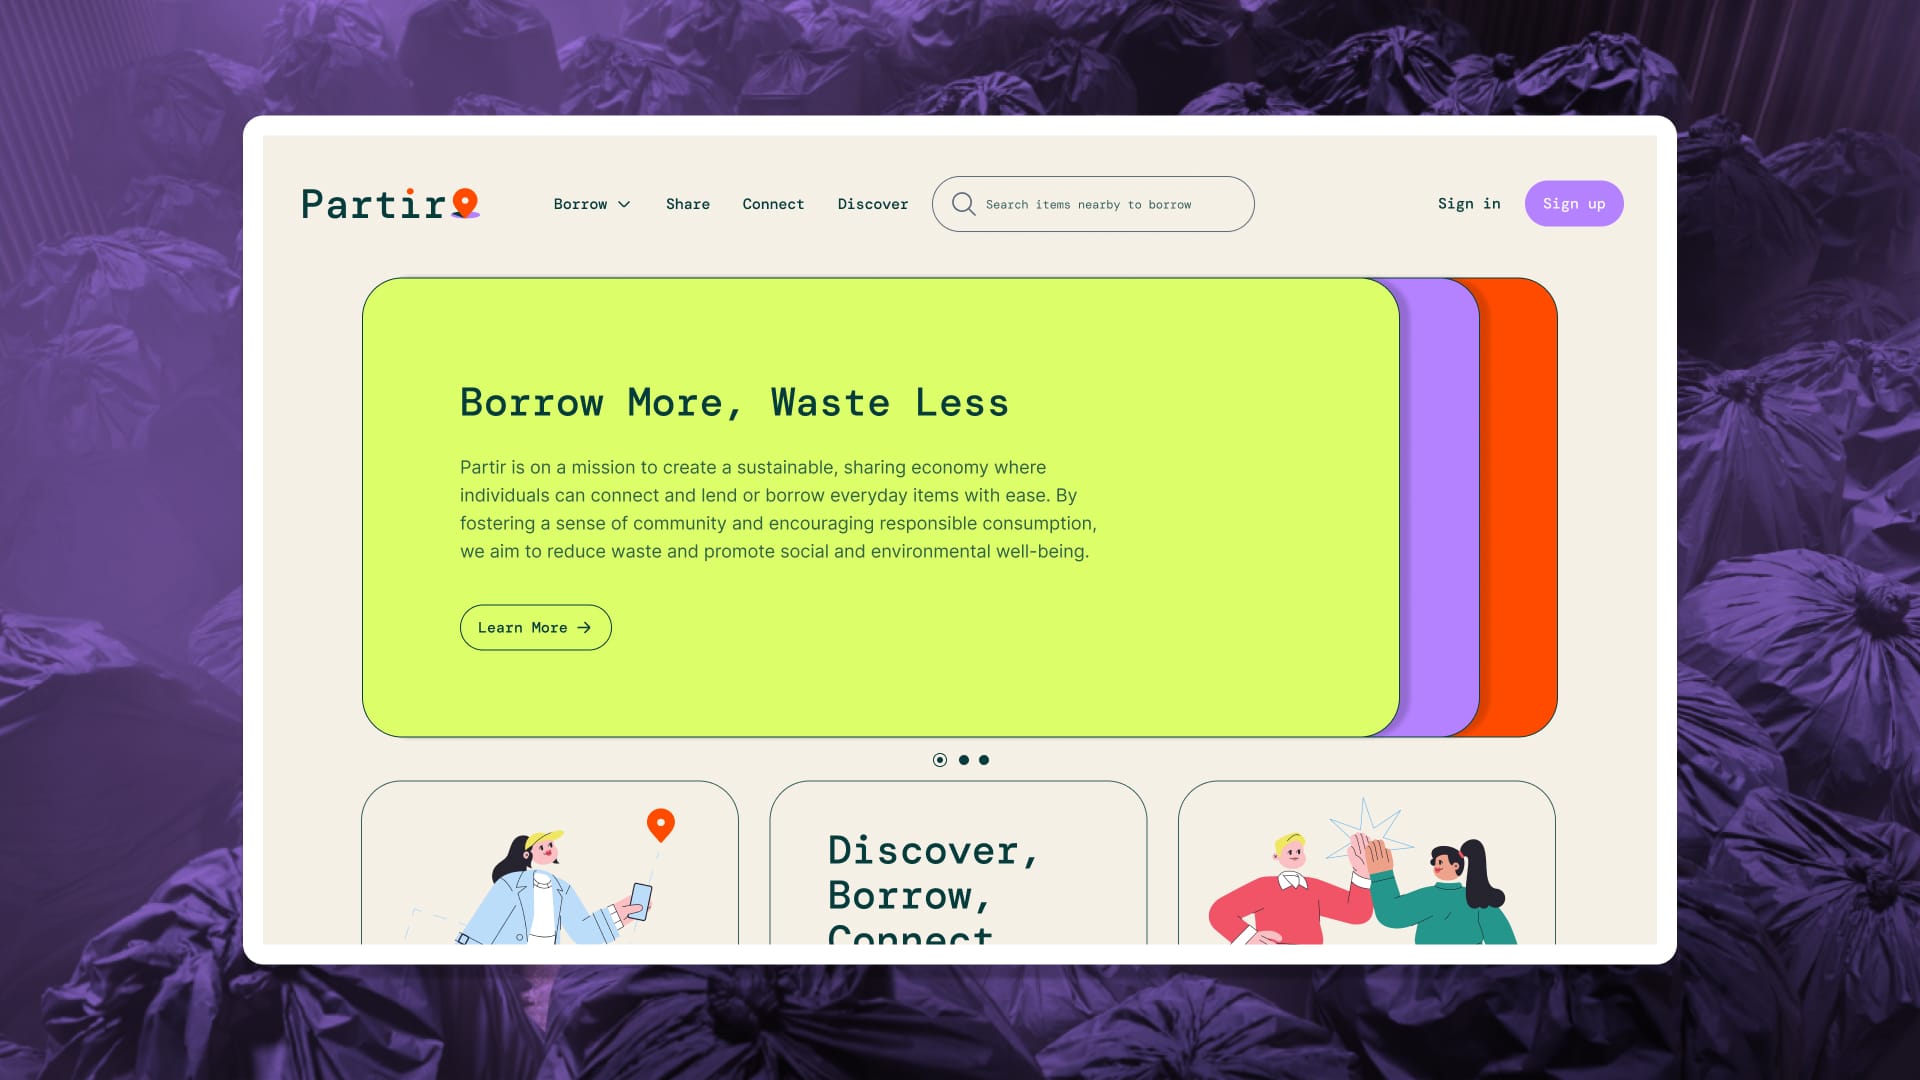 Partir
Borrow
Share
Connect
Discover
Search items nearby to borrow
Sign in
Sign up
Borrow More, Waste Less
Partir is on a mission to create a sustainable, sharing economy where
individuals can connect and lend or borrow everyday items with ease. By
fostering a sense of community and encouraging responsible consumption,
we aim to reduce waste and promote social and environmental well-being.
Learn More →
Discover,
Borrow,
Connect